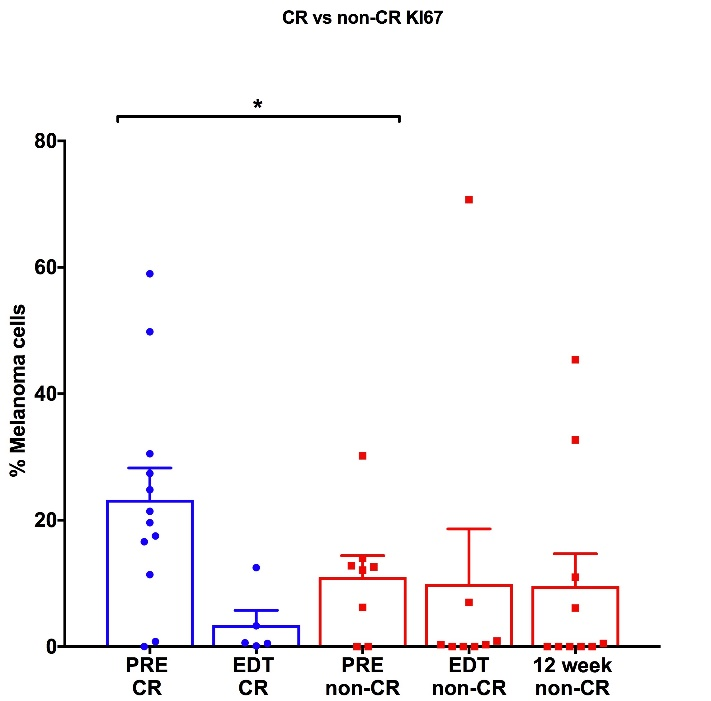 CR vs non-CR KI67
*
80
60
40
20
0
% Melanoma cells
PRE
CR
EDT
CR
PRE
non-CR
EDT
non-CR
12 week
non-CR